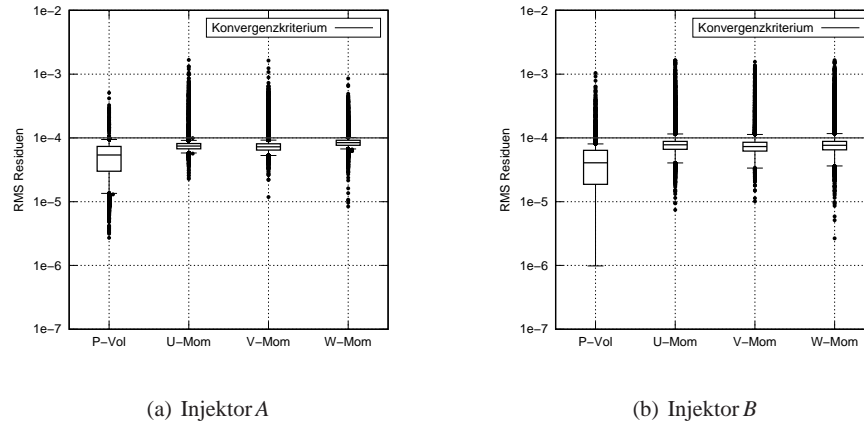 1e−2
1e−3
1e−4
1e−5
1e−6
1e−7
RMS Residuen
Konvergenzkriterium
P−Vol U−Mom V−Mom W−Mom
(a) Injektor A
1e−2
1e−3
1e−4
1e−5
1e−6
1e−7
RMS Residuen
Konvergenzkriterium
P−Vol U−Mom V−Mom W−Mom
(b) Injektor B